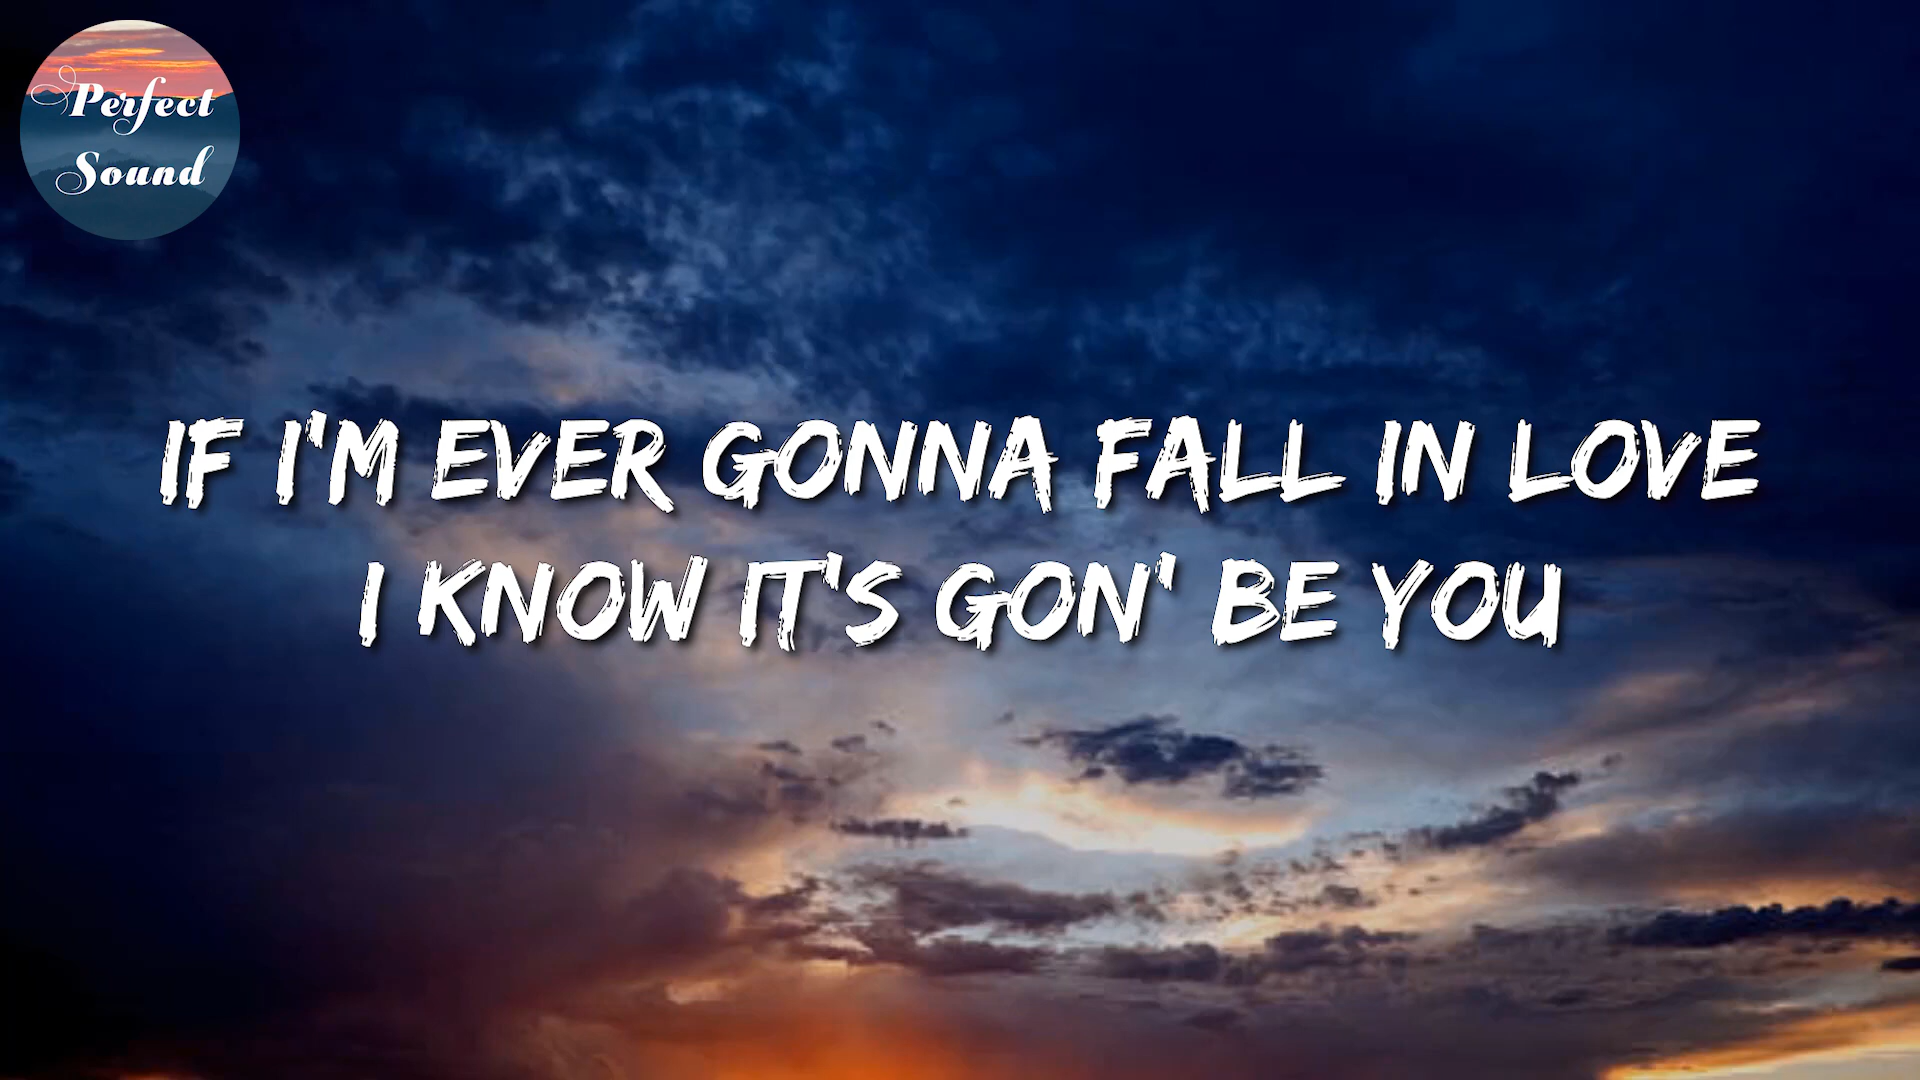 Perfect
Sound
IF I'M EVER GONNA FALL IN LOVE
I KNOW IT'S GON' BE YOU